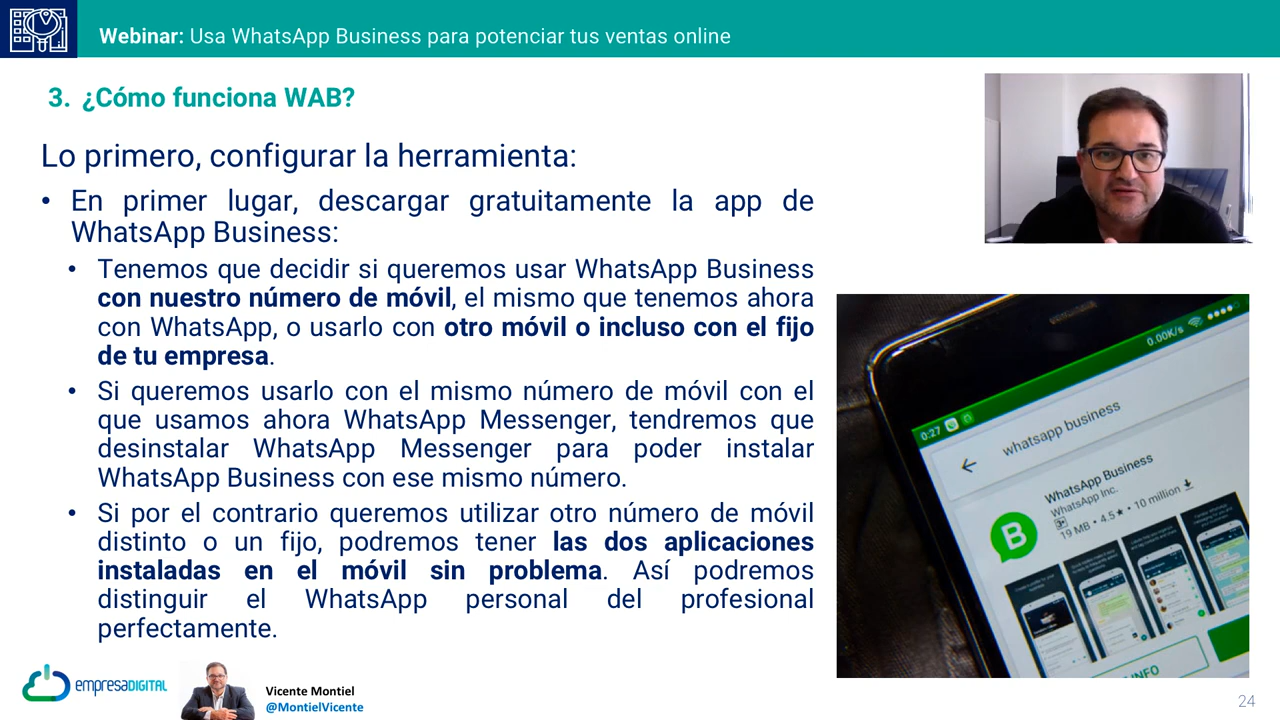 Webinar: Usa WhatsApp Business para potenciar tus ventas online
3. ¿Cómo funciona WAB?
Lo primero, configurar la herramienta:
• En primer lugar, descargar gratuitamente la app de
WhatsApp Business:
• Tenemos que decidir si queremos usar WhatsApp Business
con nuestro número de móvil, el mismo que tenemos ahora
con WhatsApp, o usarlo con otro móvil o incluso con el fijo
de tu empresa.
• Si queremos usarlo con el mismo número de móvil con el
que usamos ahora WhatsApp Messenger, tendremos que
desinstalar WhatsApp Messenger para poder instalar
WhatsApp Business con ese mismo número.
• Si por el contrario queremos utilizar otro número de móvil
distinto o un fijo, podremos tener las dos aplicaciones
instaladas en el móvil sin problema. Así podremos
distinguir el WhatsApp personal del profesional
perfectamente.
0.00K/s
0:27
whatsapp business
WhatsApp Business
WhatsApp Inc.
3+
19 MB • 4.5★ • 10 million
B
INFO
empresaDIGITAL
Vicente Montiel
@MontielVicente
24